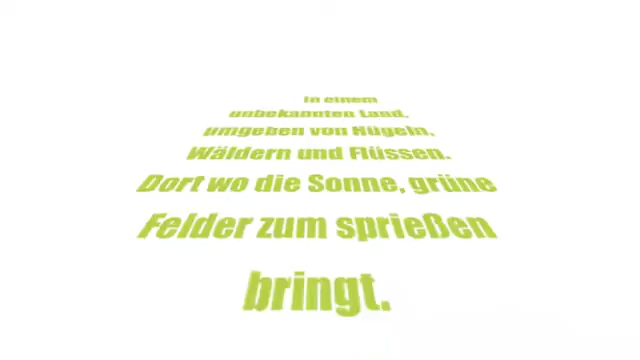 In einem
unbekannten Land,
umgeben von Hügeln,
Wäldern und Flüssen.
Dort wo die Sonne, grüne
Felder zum sprießen
bringt.